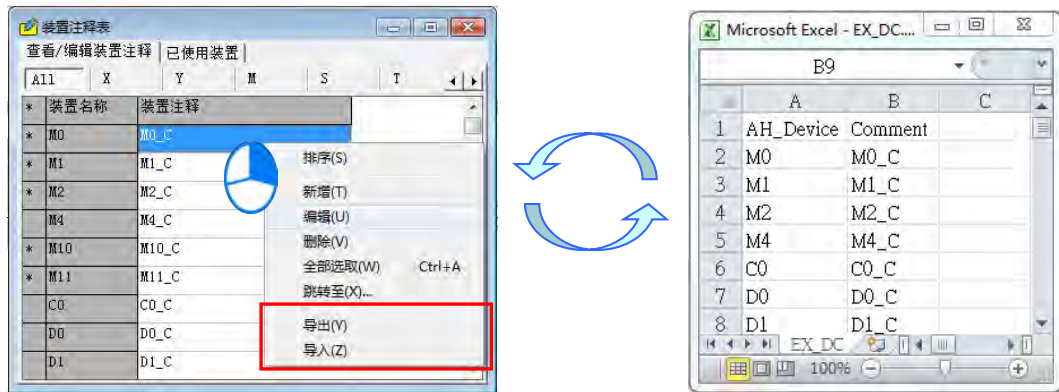 装置注释表
查看/编辑装置注释 已使用装置
All X Y M S T
* 装置名称 装置注释
* M0 M0_C
* M1 M1_C
* M2 M2_C
M4 M4_C
* M10 M10_C
* M11 M11_C
C0 C0_C
D0 D0_C
D1 D1_C
排序(S)
新增(T)
编辑(U)
删除(V)
全部选取(W) Ctrl+A
跳转至(X)...
导出(Y)
导入(Z)
Microsoft Excel - EX_DC....
B9
A B C
1 AH_Device Comment
2 M0 M0_C
3 M1 M1_C
4 M2 M2_C
5 M4 M4_C
6 C0 C0_C
7 D0 D0_C
8 D1 D1_C
EX_DC
100%